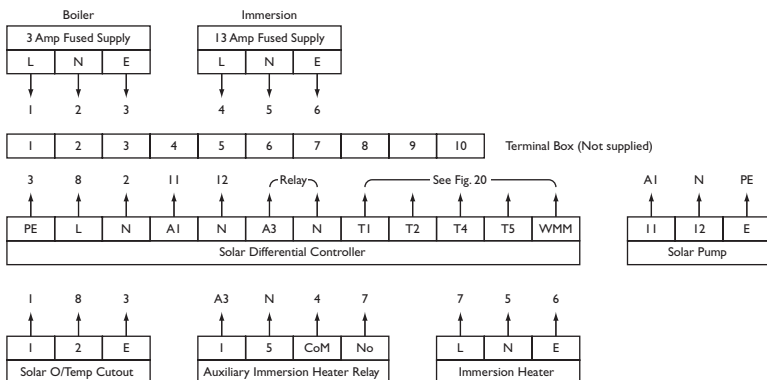 Boiler Immersion
3 Amp Fused Supply 13 Amp Fused Supply
L N E L N E
1 2 3 4 5 6
1 2 3 4 5 6 7 8 9 10 Terminal Box (Not supplied)
3 8 2 11 12 Relay See Fig. 20 A1 N PE
PE L N A1 N A3 N T1 T2 T4 T5 WMM 11 12 E
Solar Differential Controller Solar Pump
1 8 3 A3 N 4 7 7 5 6
1 2 E 1 5 CoM No L N E
Solar O/Temp Cutout Auxiliary Immersion Heater Relay Immersion Heater